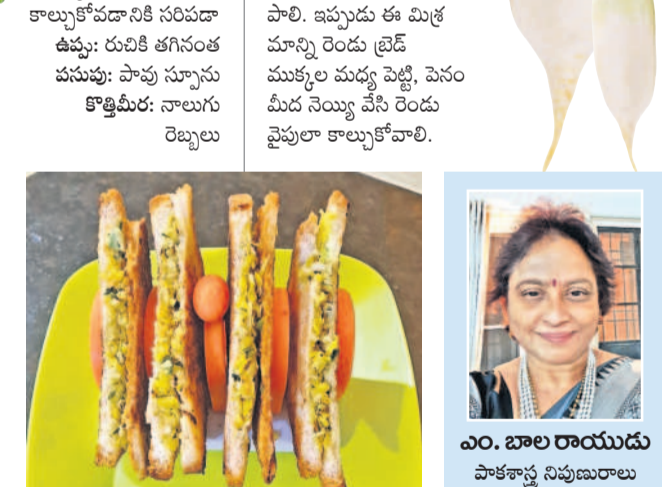 కాల్చుకోవడానికి సరిపడా
ఉప్పు: రుచికి తగినంత
పసుపు: పావు స్పూను
కొత్తిమీర: నాలుగు
రెబ్బలు
పాలి. ఇప్పుడు ఈ మిశ్ర
మాన్ని రెండు బ్రెడ్
ముక్కల మధ్య పెట్టి, పెనం
మీద నెయ్యి వేసి రెండు
వైపులా కాల్చుకోవాలి.
ఎం. బాల రాయుడు
పాకశాస్త్ర నిపుణురాలు